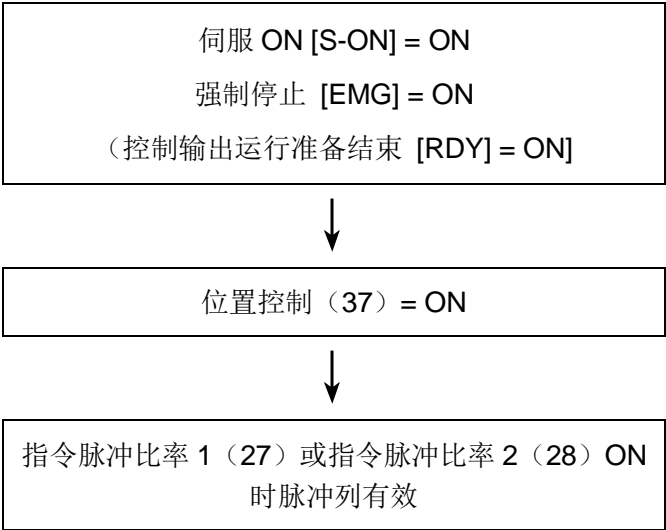 伺服 ON [S-ON] = ON
强制停止 [EMG] = ON
（控制输出运行准备结束 [RDY] = ON]
位置控制（37）= ON
指令脉冲比率 1（27）或指令脉冲比率 2（28）ON
时脉冲列有效